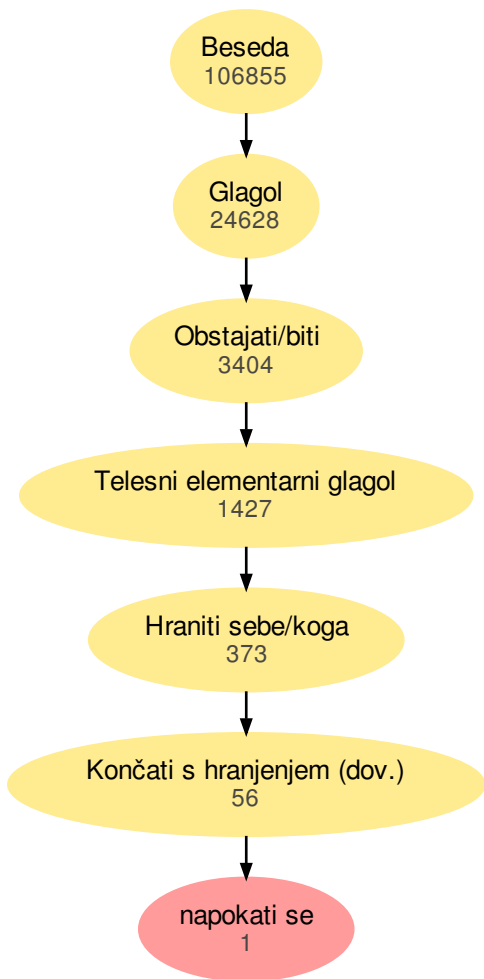 Beseda
106855
Glagol
24628
Obstajati/biti
3404
Telesni elementarni glagol
1427
Hraniti sebe/koga
373
Končati s hranjenjem (dov.)
56
napokati se
1